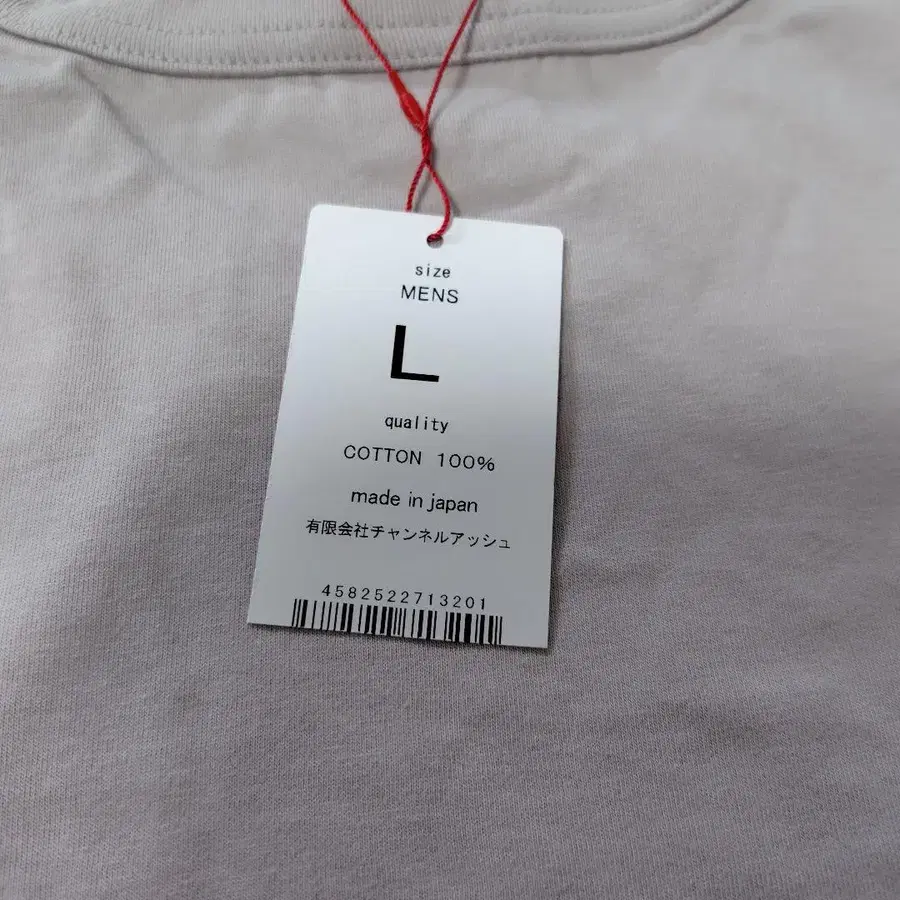 size
MENS
L
quality
COTTON 100%
made in japan
有限会社チャンネルアッシュ
4582522713201